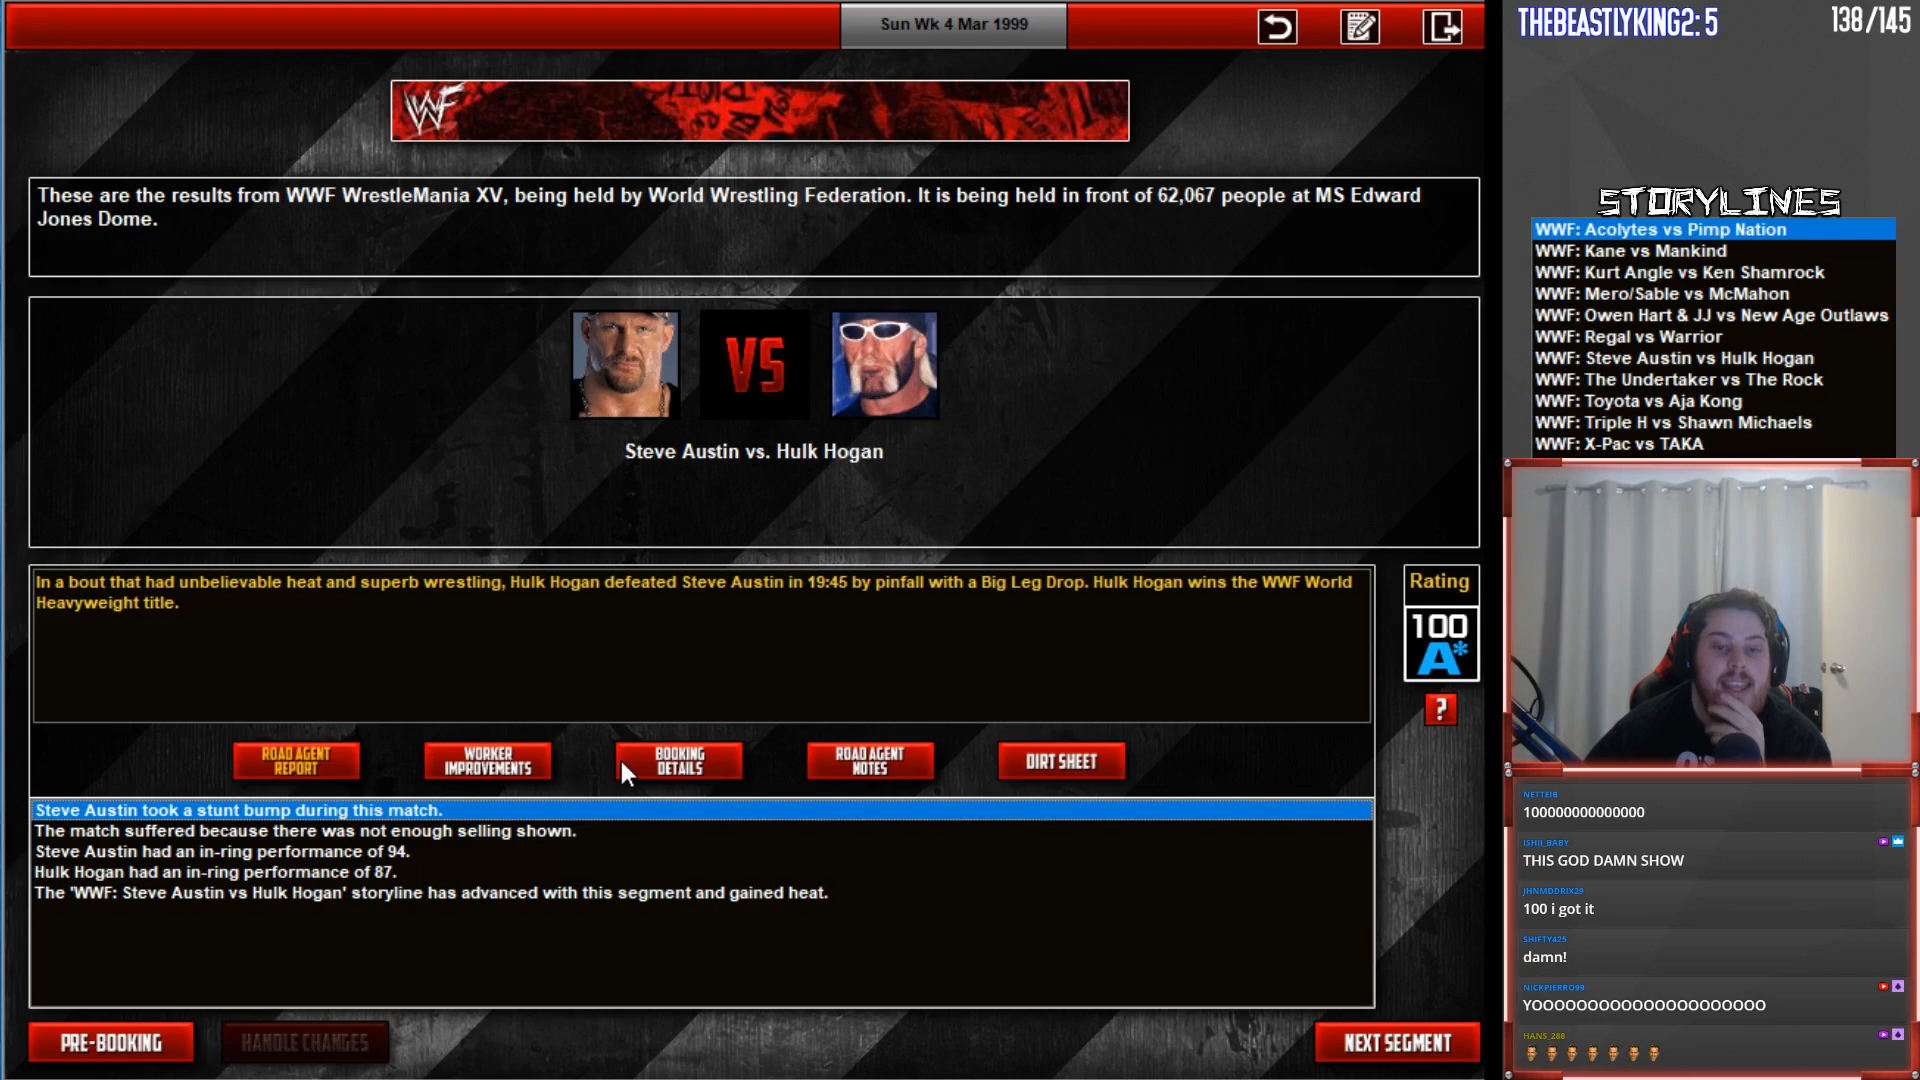 Sun Wk 4 Mar 1999
THEBEASTLYKING2: 5
138/145
WWF
These are the results from WWF WrestleMania XV, being held by World Wrestling Federation. It is being held in front of 62,067 people at MS Edward
Jones Dome.
VS
Steve Austin vs. Hulk Hogan
In a bout that had unbelievable heat and superb wrestling, Hulk Hogan defeated Steve Austin in 19:45 by pinfall with a Big Leg Drop. Hulk Hogan wins the WWF World
Heavyweight title.
Rating
100
A*
?
ROAD AGENT
REPORT
WORKER
IMPROVEMENTS
BOOKING
DETAILS
ROAD AGENT
NOTES
DIRT SHEET
Steve Austin took a stunt bump during this match.
The match suffered because there was not enough selling shown.
Steve Austin had an in-ring performance of 94.
Hulk Hogan had an in-ring performance of 87.
The 'WWF: Steve Austin vs Hulk Hogan' storyline has advanced with this segment and gained heat.
PRE-BOOKING
HANDLE CHANGES
NEXT SEGMENT
STORYLINES
WWF: Acolytes vs Pimp Nation
WWF: Kane vs Mankind
WWF: Kurt Angle vs Ken Shamrock
WWF: Mero/Sable vs McMahon
WWF: Owen Hart & JJ vs New Age Outlaws
WWF: Regal vs Warrior
WWF: Steve Austin vs Hulk Hogan
WWF: The Undertaker vs The Rock
WWF: Toyota vs Aja Kong
WWF: Triple H vs Shawn Michaels
WWF: X-Pac vs TAKA
NETTEIB
100000000000000
ISHII_BABY
THIS GOD DAMN SHOW
JHNMDDRIX29
100 i got it
SHIFTY425
damn!
NICKPIERRO99
YOOOOOOOOOOOOOOOOOOOOO
HANS_288